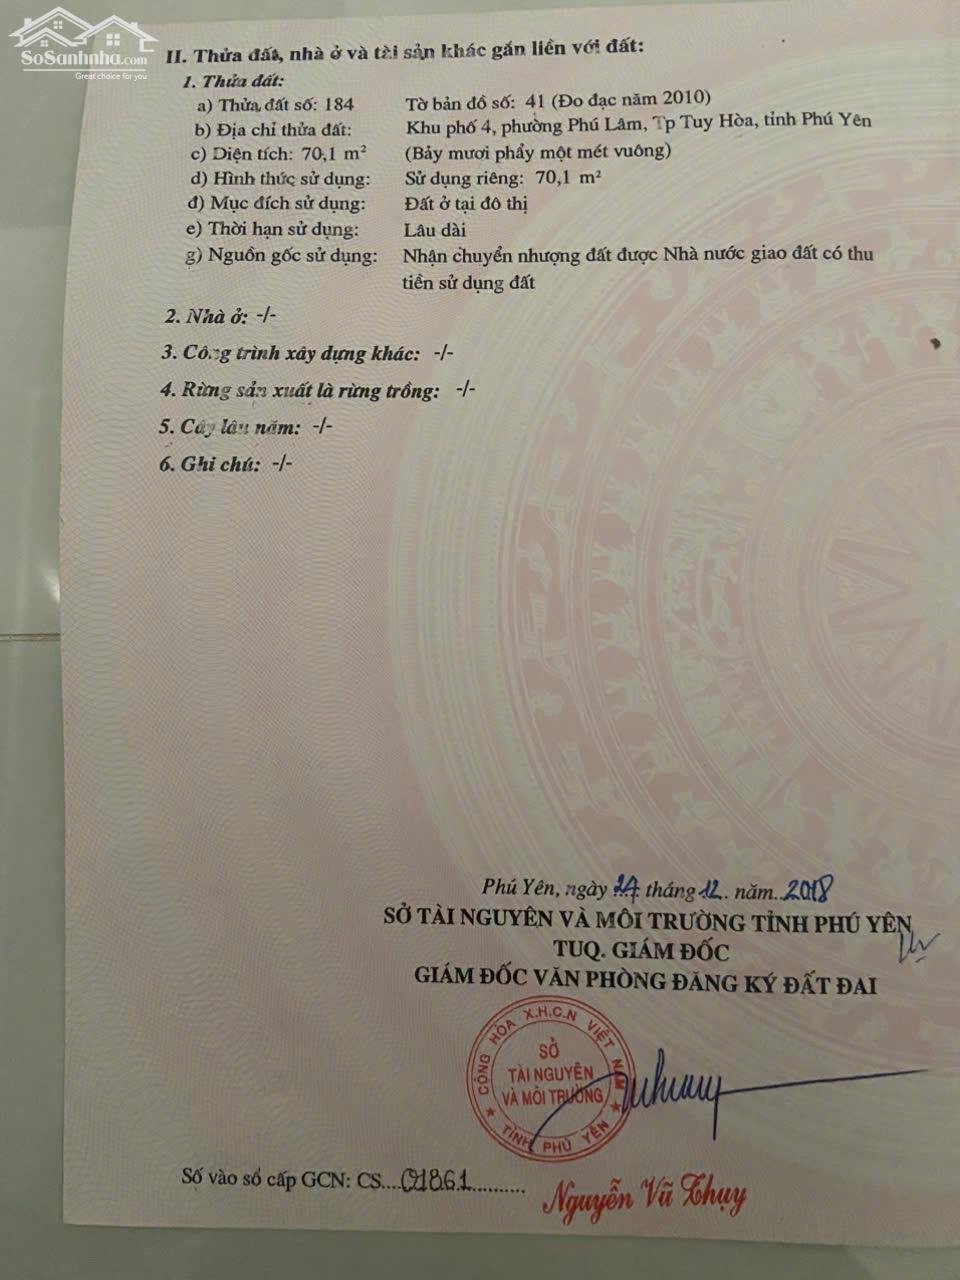 SoSanhnha.com
Great choice for you
II. Thửa đất, nhà ở và tài sản khác gắn liền với đất:
1. Thửa đất:
a) Thửa đất số: 184 Tờ bản đồ số: 41 (Đo đạc năm 2010)
b) Địa chỉ thửa đất: Khu phố 4, phường Phú Lâm, Tp Tuy Hòa, tỉnh Phú Yên
c) Diện tích: 70,1 m² (Bảy mươi phẩy một mét vuông)
d) Hình thức sử dụng: Sử dụng riêng: 70,1 m²
đ) Mục đích sử dụng: Đất ở tại đô thị
e) Thời hạn sử dụng: Lâu dài
g) Nguồn gốc sử dụng: Nhận chuyển nhượng đất được Nhà nước giao đất có thu
tiền sử dụng đất
2. Nhà ở: -/-
3. Công trình xây dựng khác: -/-
4. Rừng sản xuất là rừng trồng: -/-
5. Cây lâu năm: -/-
6. Ghi chú: -/-
Phú Yên, ngày tháng 12. năm..2018
SỞ TÀI NGUYÊN VÀ MÔI TRƯỜNG TỈNH PHÚ YÊN
TUQ. GIÁM ĐỐC
GIÁM ĐỐC VĂN PHÒNG ĐĂNG KÝ ĐẤT ĐAI
CỘNG HÒA X.H.C.N VIỆT NAM
SỞ
TÀI NGUYÊN
VÀ MÔI TRƯỜNG
TỈNH PHÚ YÊN
Số vào sổ cấp GCN: CS....01861..........
Nguyễn Vũ Thụy